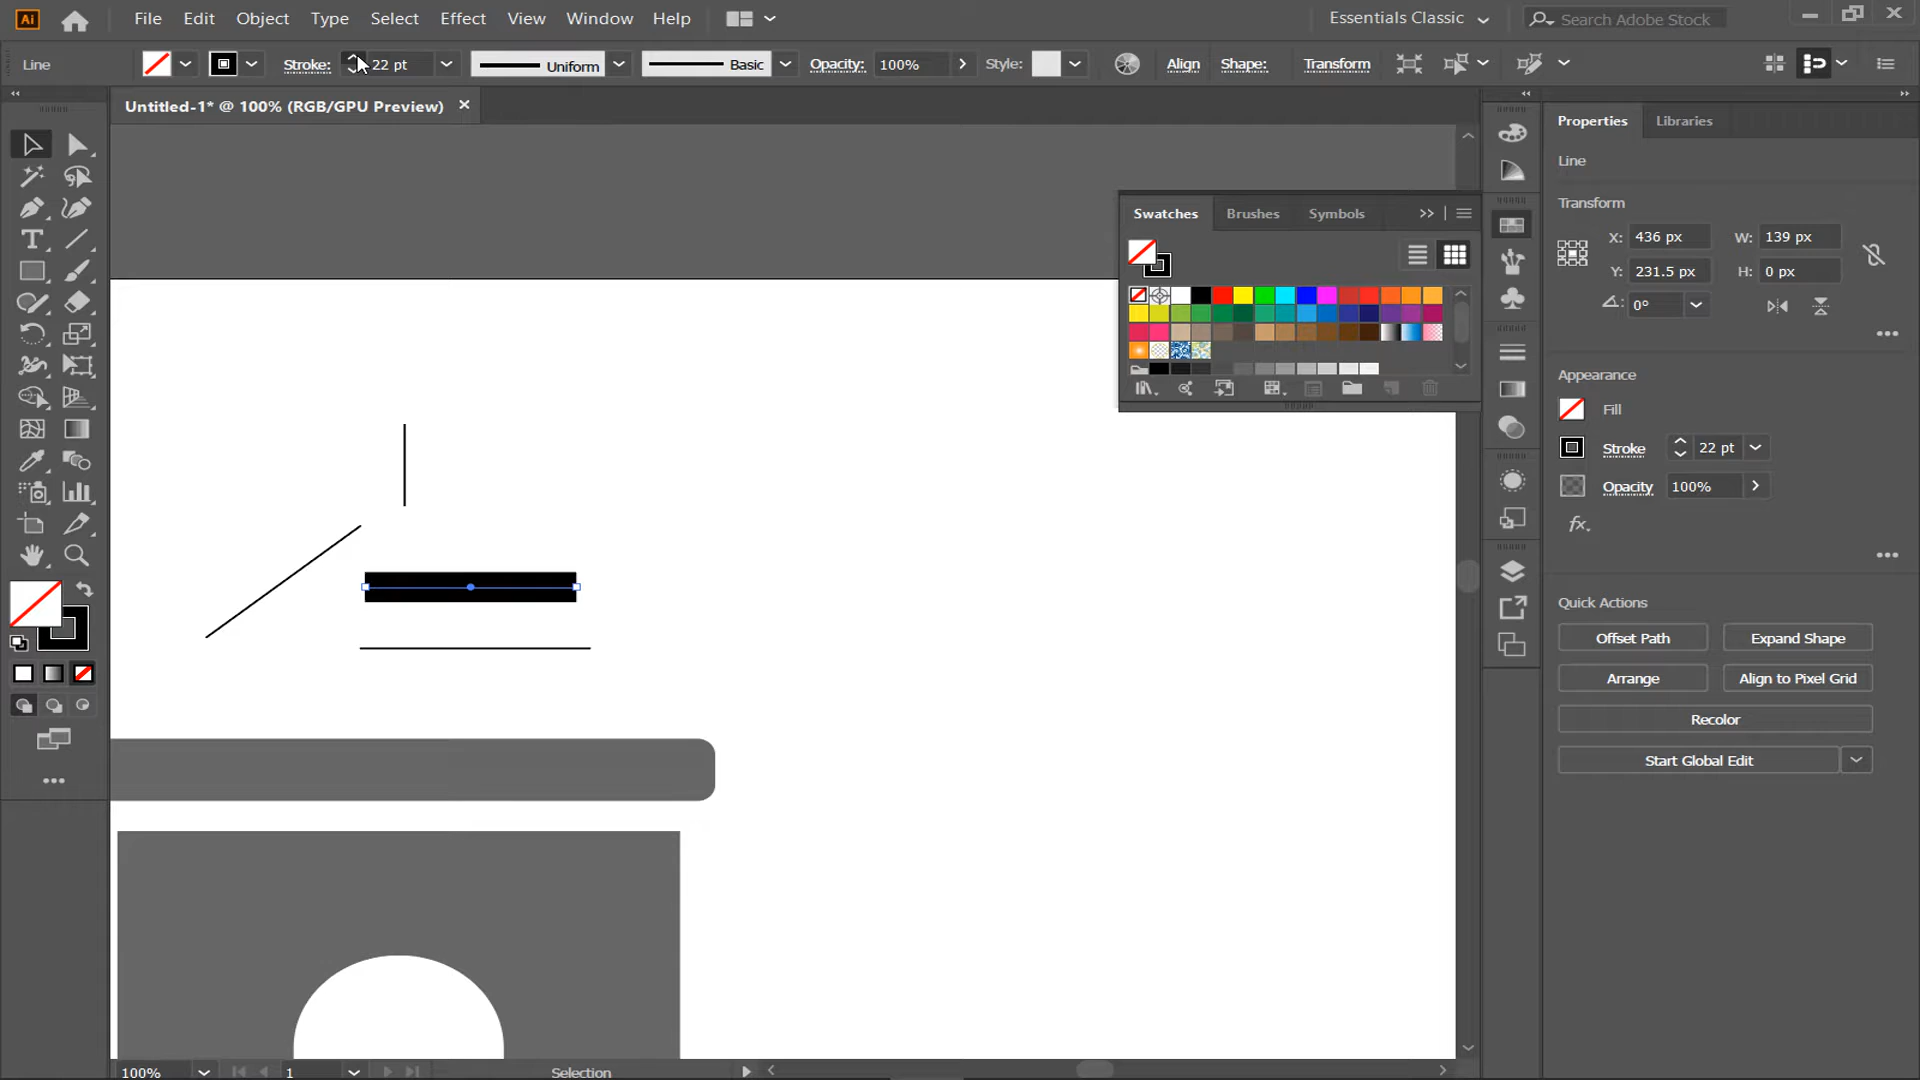 Ai File Edit Object Type Select Effect View Window Help Essentials Classic Search Adobe Stock
Line Stroke: 22 pt Uniform Basic Opacity: 100% Style: Align Shape: Transform
Untitled-1* @ 100% (RGB/GPU Preview)
Properties Libraries
Line
Transform
X: 436 px W: 139 px
Y: 231.5 px H: 0 px
0°
Appearance
Fill
Stroke 22 pt
Opacity 100%
fx.
Quick Actions
Offset Path Expand Shape
Arrange Align to Pixel Grid
Recolor
Start Global Edit
Swatches Brushes Symbols
100% 1 Selection